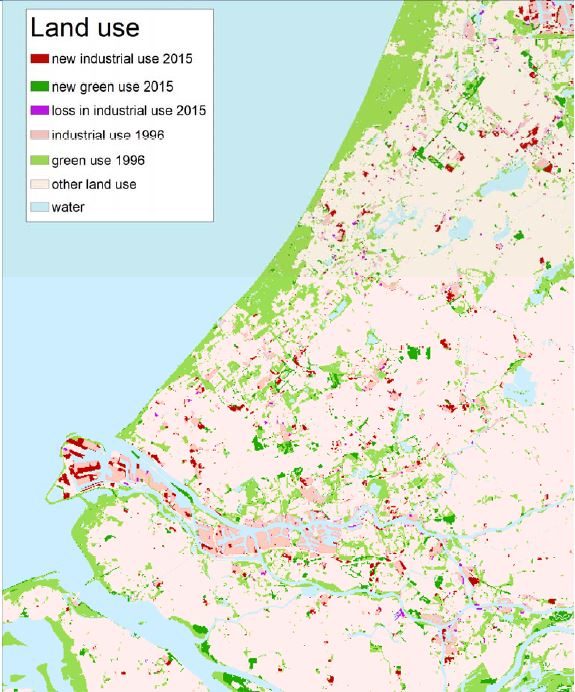 Land use
new industrial use 2015
new green use 2015
loss in industrial use 2015
industrial use 1996
green use 1996
other land use
water